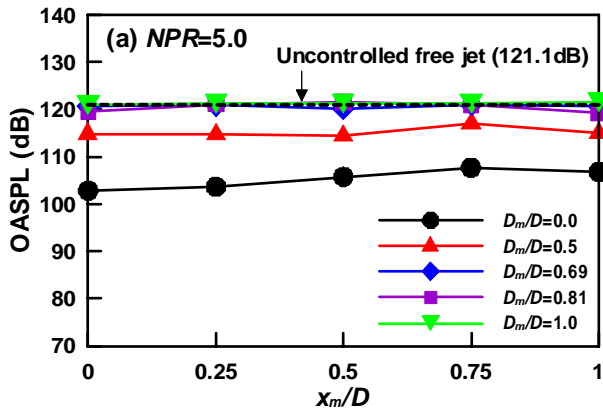 140
(a) NPR=5.0
130
Uncontrolled free jet (121.1dB)
120
110
100
90
80
70
OASPL (dB)
Dm/D=0.0
Dm/D=0.5
Dm/D=0.69
Dm/D=0.81
Dm/D=1.0
0 0.25 0.5 0.75 1
xm/D